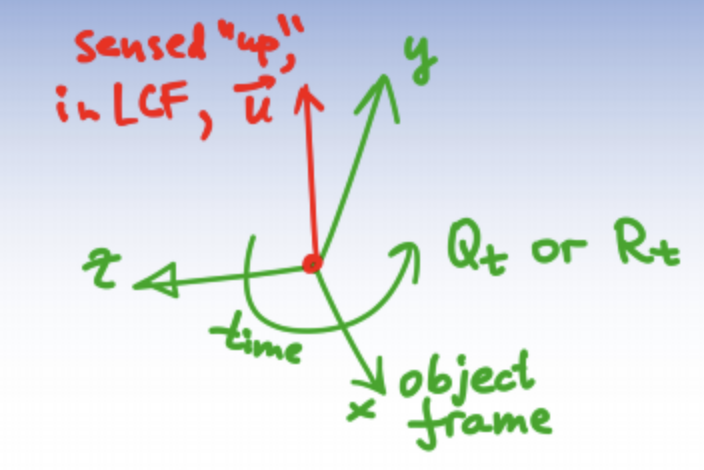 sensed "up,"
in LCF, u⃗
y
z
Qt or Rt
time
x
object
frame